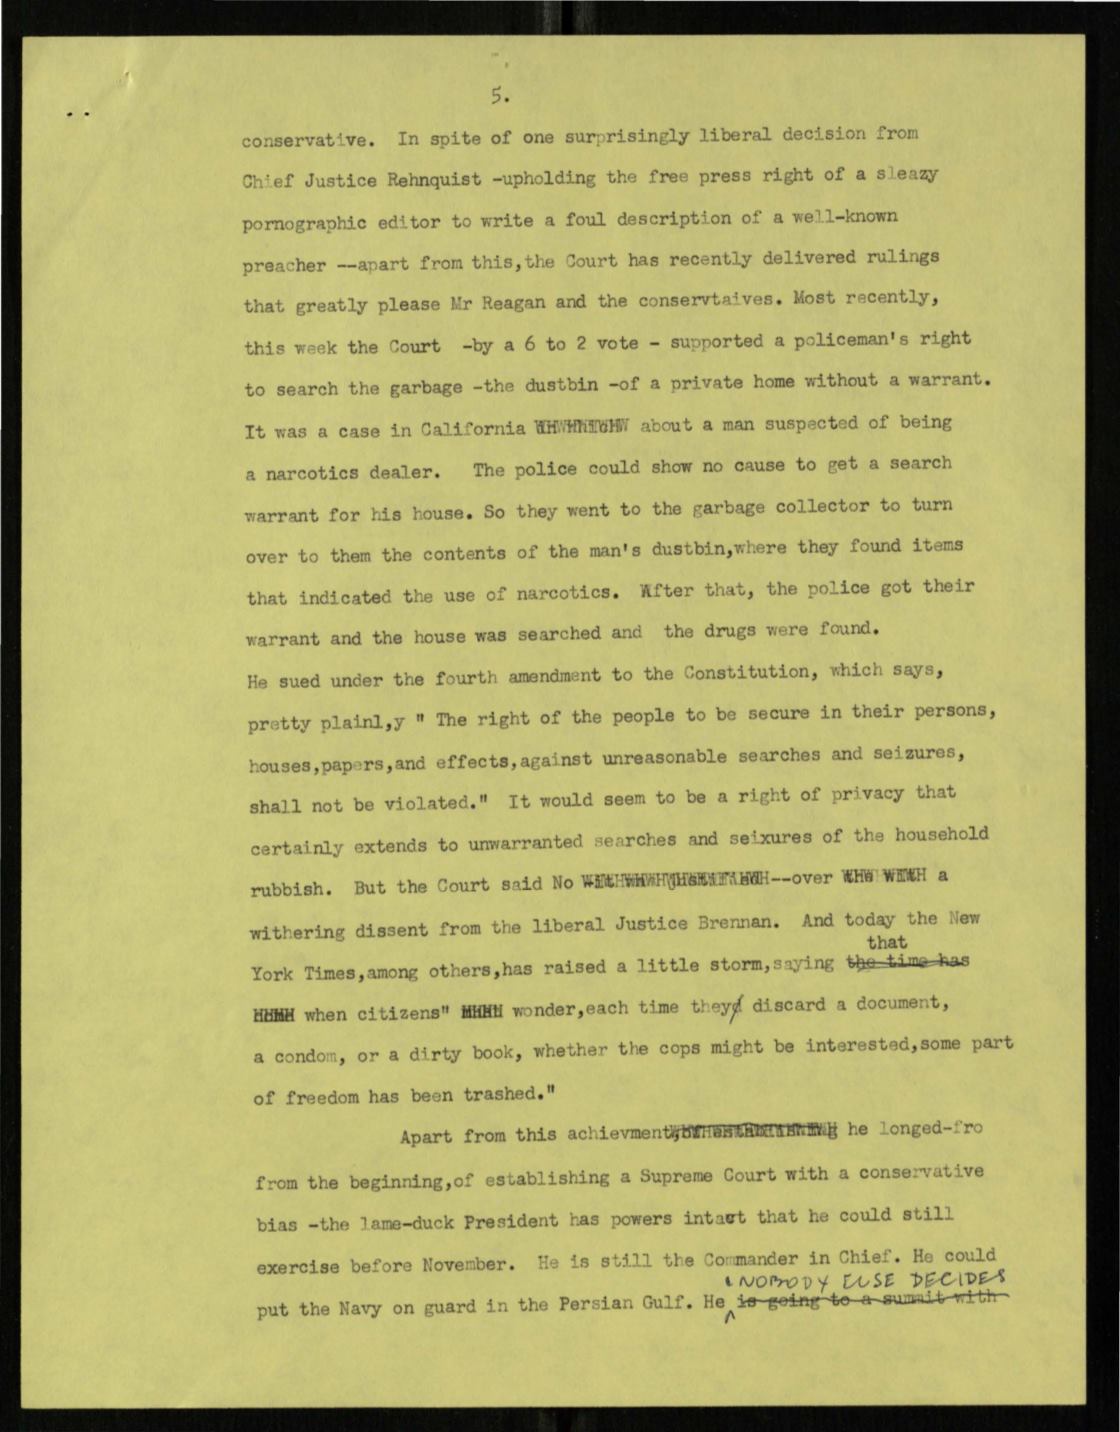 5.
conservative. In spite of one surprisingly liberal decision from
Chief Justice Rehnquist -upholding the free press right of a sleazy
pornographic editor to write a foul description of a well-known
preacher --apart from this,the Court has recently delivered rulings
that greatly please Mr Reagan and the conservtaives. Most recently,
this week the Court -by a 6 to 2 vote - supported a policeman's right
to search the garbage -the dustbin -of a private home without a warrant.
It was a case in California about a man suspected of being
a narcotics dealer. The police could show no cause to get a search
warrant for his house. So they went to the garbage collector to turn
over to them the contents of the man's dustbin,where they found items
that indicated the use of narcotics. After that, the police got their
warrant and the house was searched and the drugs were found.
He sued under the fourth amendment to the Constitution, which says,
pretty plainl,y " The right of the people to be secure in their persons,
houses,papers,and effects,against unreasonable searches and seizures,
shall not be violated." It would seem to be a right of privacy that
certainly extends to unwarranted searches and seixures of the household
rubbish. But the Court said No --over a
withering dissent from the liberal Justice Brennan. And today the New
that
York Times,among others,has raised a little storm,saying the time has
when citizens" wonder,each time they discard a document,
a condom, or a dirty book, whether the cops might be interested,some part
of freedom has been trashed."
Apart from this achievment, he longed-fro
from the beginning,of establishing a Supreme Court with a conservative
bias -the lame-duck President has powers intact that he could still
exercise before November. He is still the Commander in Chief. He could
NOBODY ELSE DECIDES
put the Navy on guard in the Persian Gulf. He is going to a summit with